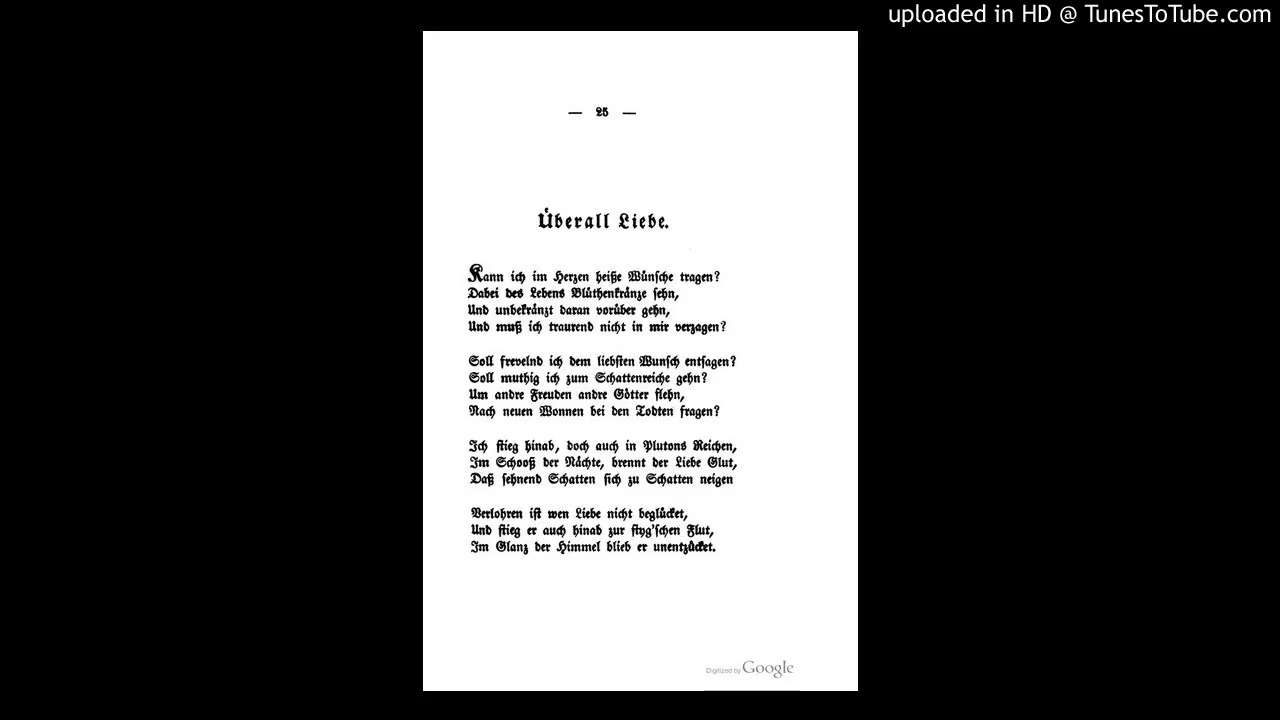 uploaded in HD @ TunesToTube.com
— 25 —
Überall Liebe.
Kann ich im Herzen heiße Wünsche tragen?
Dabei des Lebens Blüthenkränze sehn,
Und unbekränzt daran vorüber gehn,
Und muß ich traurend nicht in mir verzagen?
Soll frevelnd ich dem liebsten Wunsch entsagen?
Soll muthig ich zum Schattenreiche gehn?
Um andre Freuden andre Götter flehn,
Nach neuen Wonnen bei den Todten fragen?
Ich stieg hinab, doch auch in Plutons Reichen,
Im Schooß der Nächte, brennt der Liebe Glut,
Daß sehnend Schatten sich zu Schatten neigen
Verlohren ist wen Liebe nicht beglücket,
Und stieg er auch hinab zur styg'schen Flut,
Im Glanz der Himmel blieb er unentzücket.
Digitized by Google